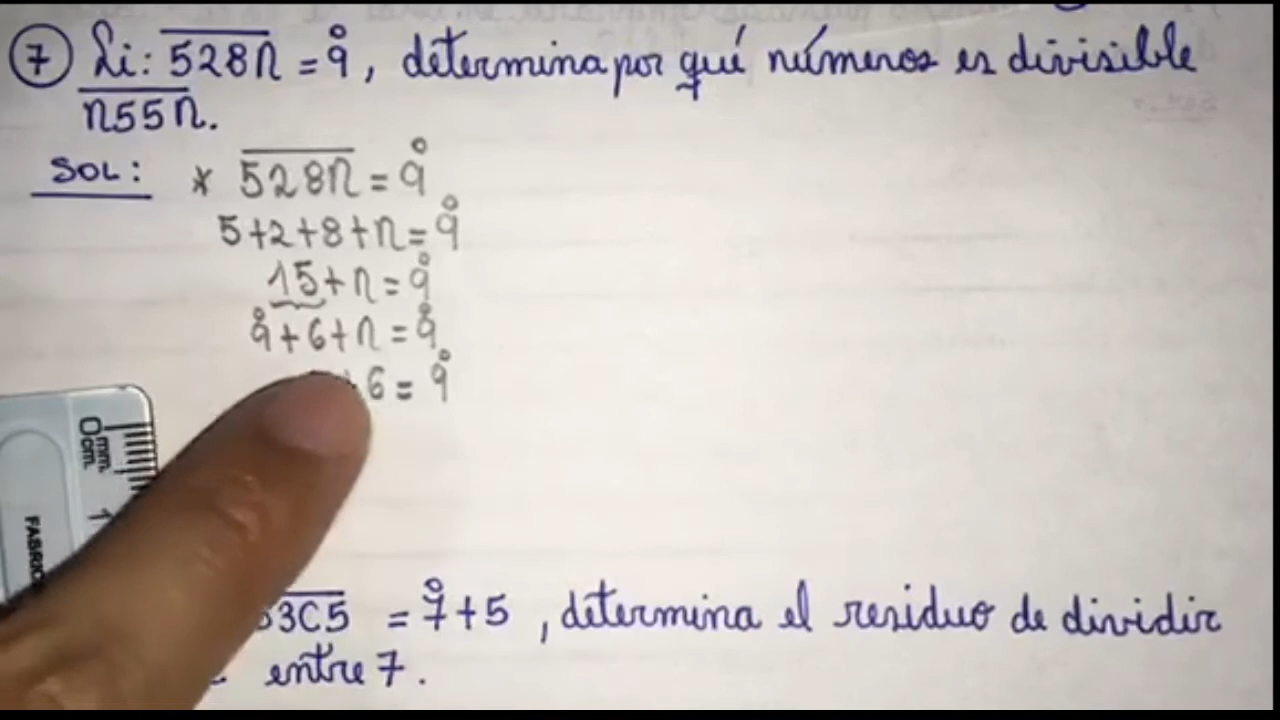 7 Si: 528n = 9̊, determina por qué números es divisible
n55n.
SOL: * 528n = 9̊
5+2+8+n = 9̊
15+n = 9̊
9̊+6+n = 9̊
+6 = 9̊
0 mm
cm
1
3C5 = 7̊+5, determina el residuo de dividir
entre 7.